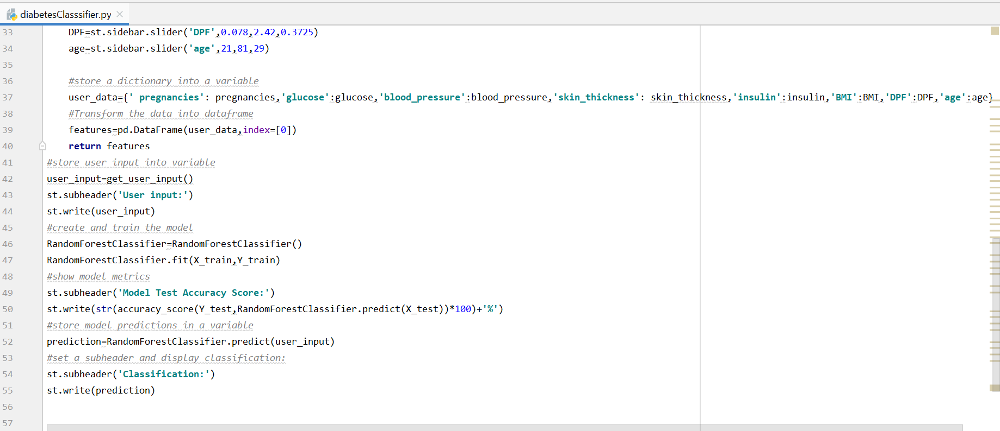 diabetesClasssifier.py
33 DPF=st.sidebar.slider('DPF',0.078,2.42,0.3725)
34 age=st.sidebar.slider('age',21,81,29)
35
36 #store a dictionary into a variable
37 user_data={' pregnancies': pregnancies,'glucose':glucose,'blood_pressure':blood_pressure,'skin_thickness': skin_thickness,'insulin':insulin,'BMI':BMI,'DPF':DPF,'age':age}
38 #Transform the data into dataframe
39 features=pd.DataFrame(user_data,index=[0])
40 return features
41 #store user input into variable
42 user_input=get_user_input()
43 st.subheader('User input:')
44 st.write(user_input)
45 #create and train the model
46 RandomForestClassifier=RandomForestClassifier()
47 RandomForestClassifier.fit(X_train,Y_train)
48 #show model metrics
49 st.subheader('Model Test Accuracy Score:')
50 st.write(str(accuracy_score(Y_test,RandomForestClassifier.predict(X_test))*100)+'%')
51 #store model predictions in a variable
52 prediction=RandomForestClassifier.predict(user_input)
53 #set a subheader and display classification:
54 st.subheader('Classification:')
55 st.write(prediction)
56
57